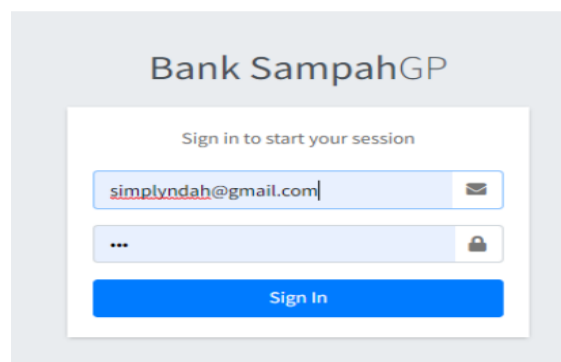 Bank SampahGP
Sign in to start your session
simplyndah@gmail.com
•••
Sign In